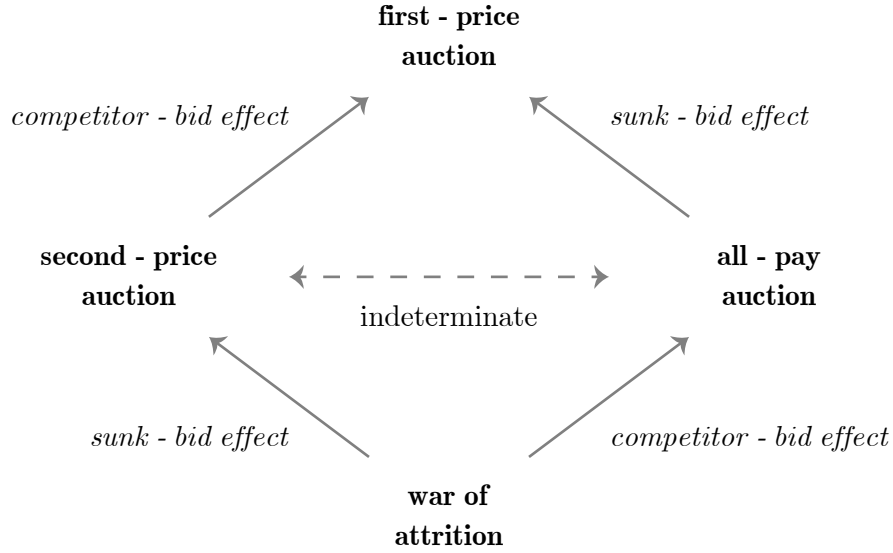 first - price
auction
competitor - bid effect
sunk - bid effect
second - price
auction
all - pay
auction
indeterminate
sunk - bid effect
competitor - bid effect
war of
attrition